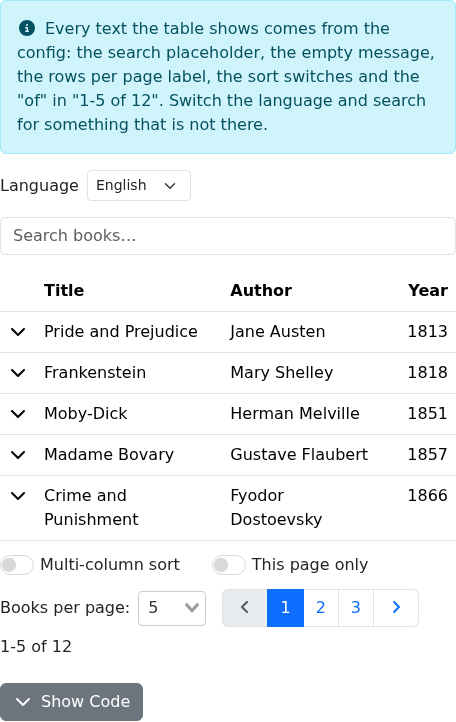 Every text the table shows comes from the
config: the search placeholder, the empty message,
the rows per page label, the sort switches and the
"of" in "1-5 of 12". Switch the language and search
for something that is not there.
Language English
Search books…
Title Author Year
Pride and Prejudice Jane Austen 1813
Frankenstein Mary Shelley 1818
Moby-Dick Herman Melville 1851
Madame Bovary Gustave Flaubert 1857
Crime and Fyodor 1866
Punishment Dostoevsky
Multi-column sort This page only
Books per page: 5 1 2 3
1-5 of 12
Show Code